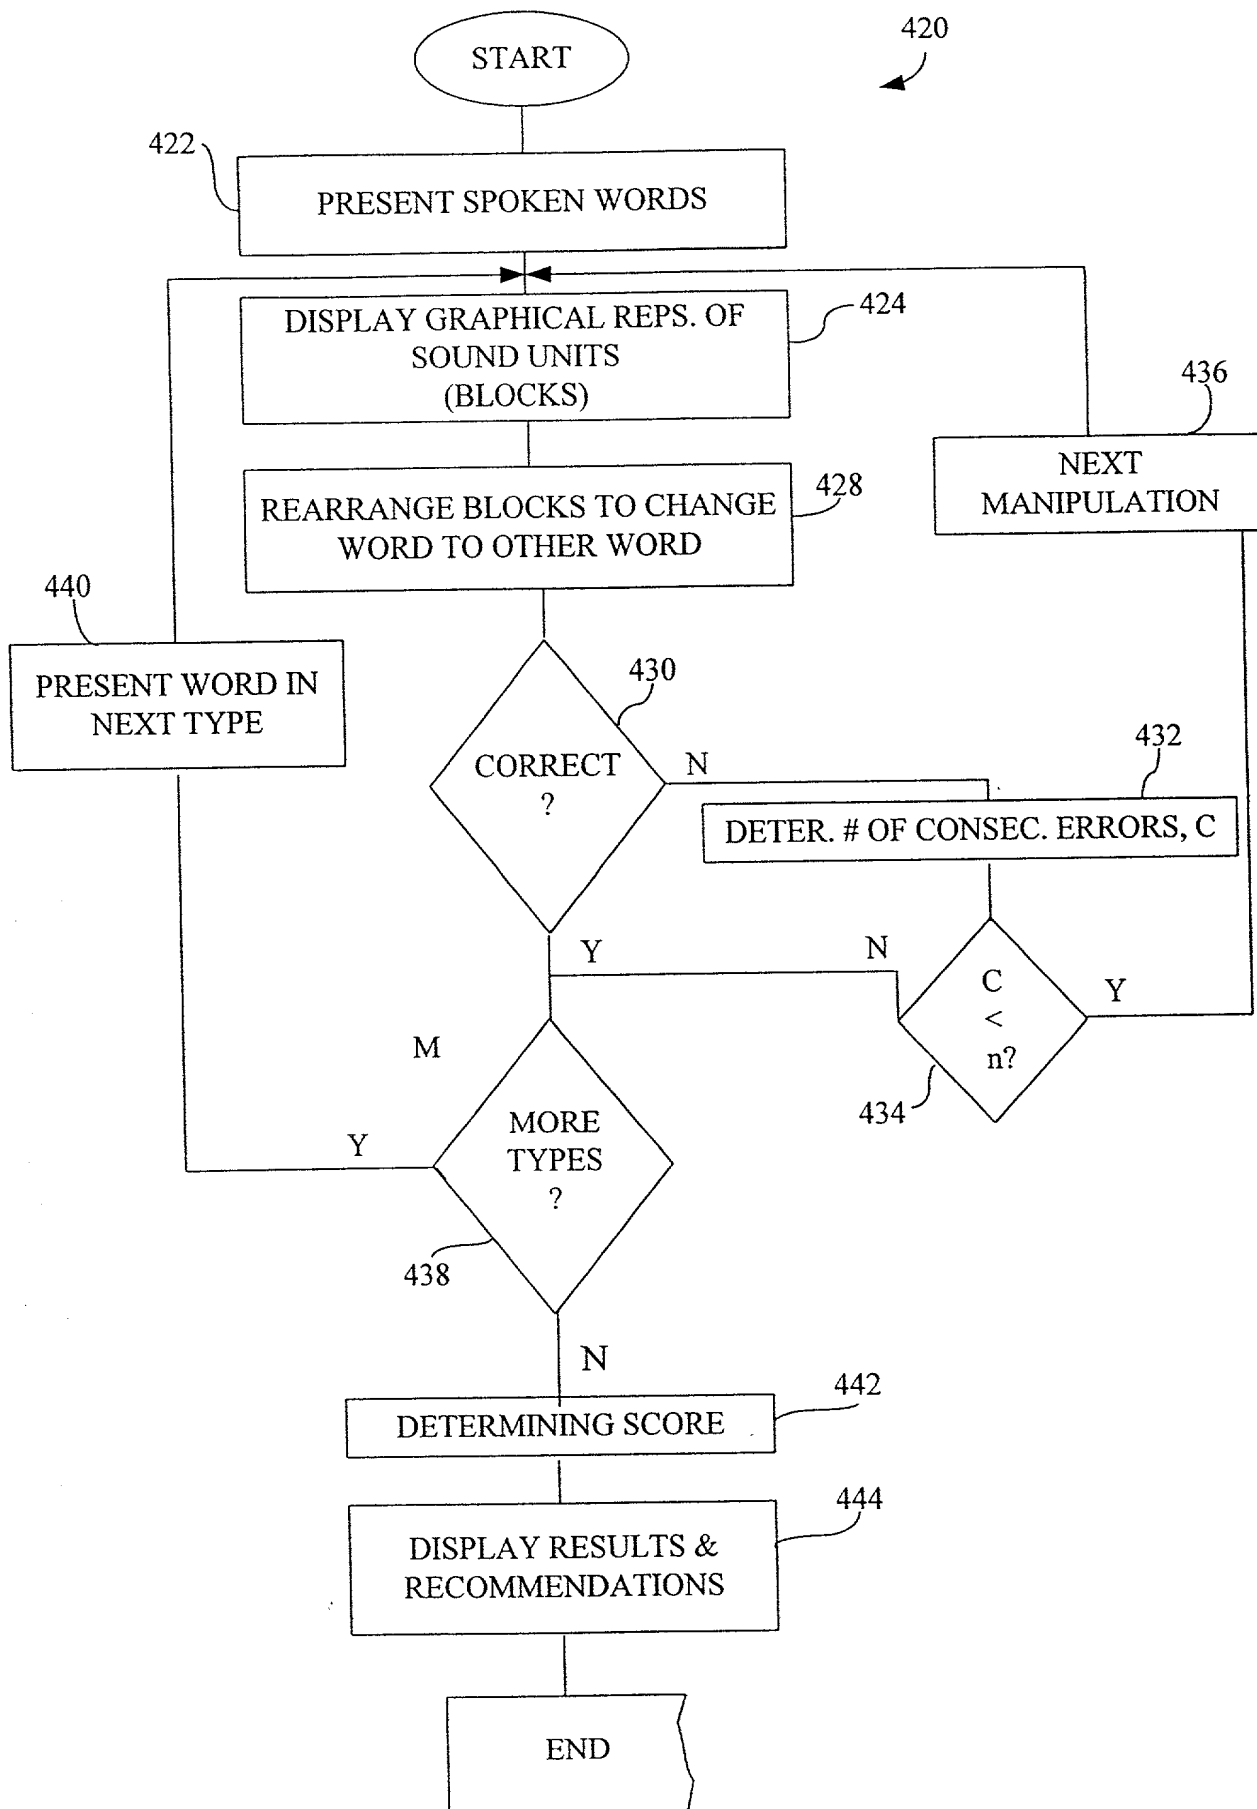 START
420
422
PRESENT SPOKEN WORDS
DISPLAY GRAPHICAL REPS. OF
SOUND UNITS
(BLOCKS)
424
436
NEXT
MANIPULATION
REARRANGE BLOCKS TO CHANGE
WORD TO OTHER WORD
428
440
PRESENT WORD IN
NEXT TYPE
430
CORRECT
?
N
432
DETER. # OF CONSEC. ERRORS, C
Y
N
C
<
n?
Y
434
M
MORE
TYPES
?
Y
438
N
442
DETERMINING SCORE
444
DISPLAY RESULTS &
RECOMMENDATIONS
END